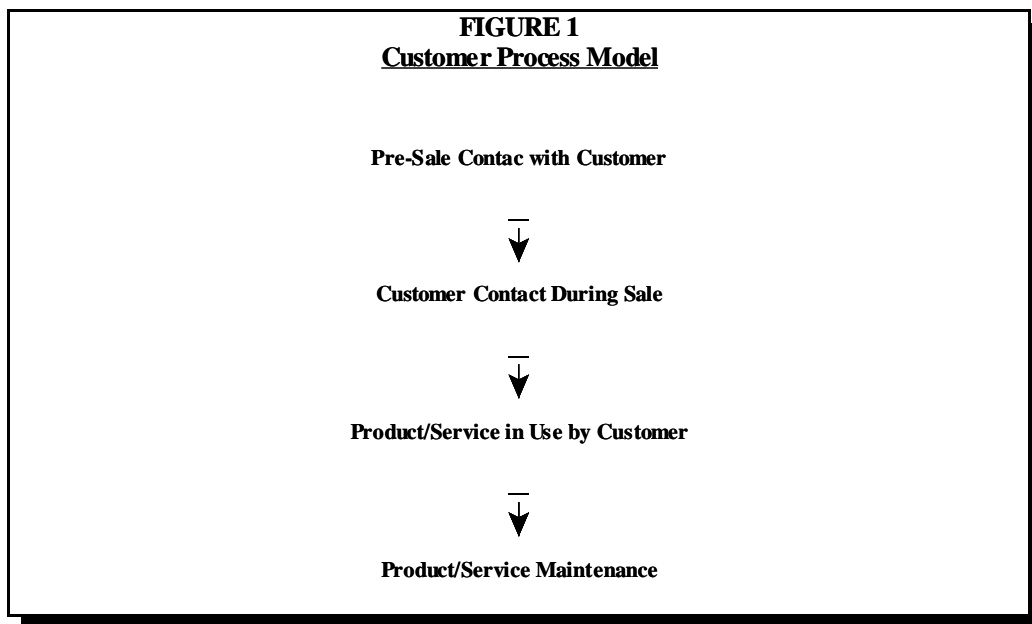 FIGURE 1
Customer Process Model
Pre-Sale Contac with Customer
Customer Contact During Sale
Product/Service in Use by Customer
Product/Service Maintenance